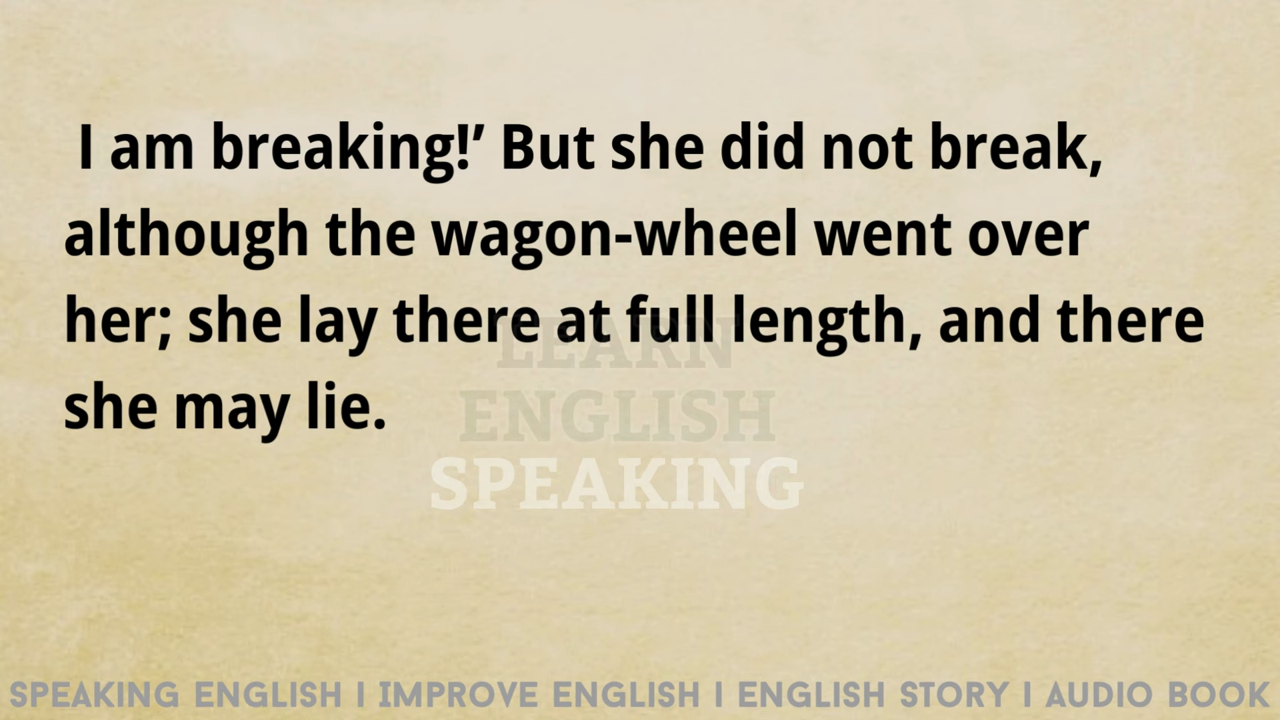 I am breaking!’ But she did not break,
although the wagon-wheel went over
her; she lay there at full length, and there
she may lie.
LEARN
ENGLISH
SPEAKING
SPEAKING ENGLISH I IMPROVE ENGLISH I ENGLISH STORY I AUDIO BOOK